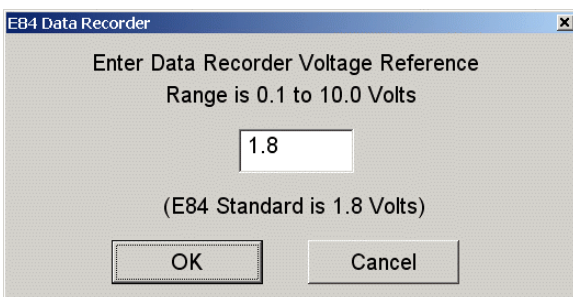 E84 Data Recorder
Enter Data Recorder Voltage Reference
Range is 0.1 to 10.0 Volts
1.8
(E84 Standard is 1.8 Volts)
OK Cancel